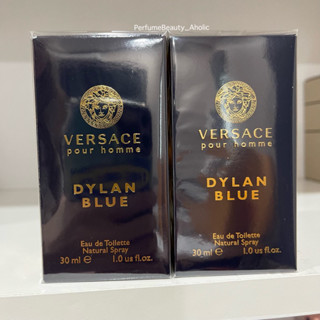 PerfumeBeauty_Aholic
VERSACE
pour homme
DYLAN
BLUE
Eau de Toilette
Natural Spray
30 ml ℮ 1.0 us fl.oz.
VERSACE
pour homme
DYLAN
BLUE
Eau de Toilette
Natural Spray
30 ml ℮ 1.0 us fl.oz.